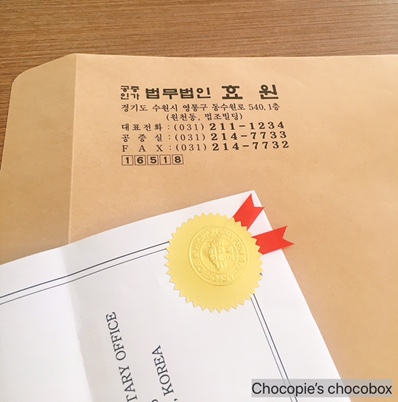 공증
인가 법무법인 효 원
경기도 수원시 영통구 동수원로 540, 1층
(원천동, 법조빌딩)
대표전화 : (031) 211-1234
공 증 실 : (031) 214-7733
F A X : (031) 214-7732
16518
TARY OFFICE
, KOREA
Chocopie's chocobox